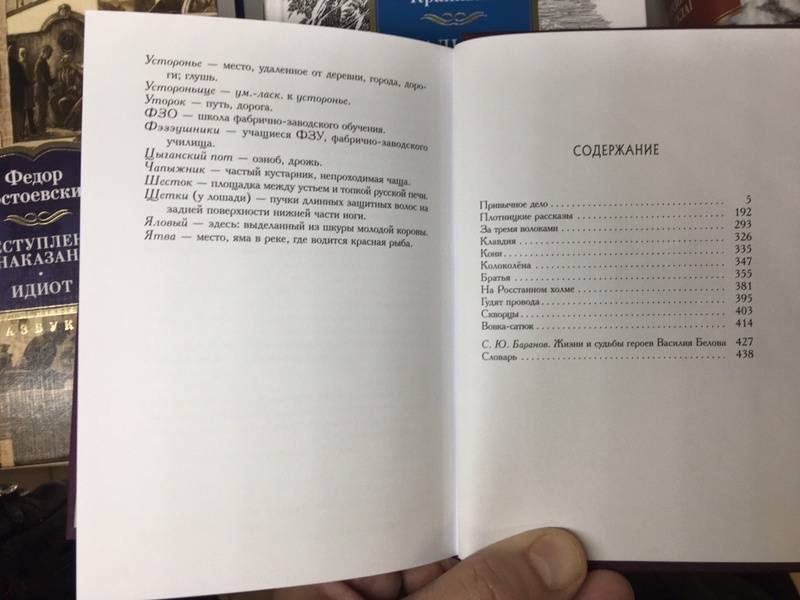 Усторонье — место, удаленное от деревни, города, доро-
ги; глушь.
Устороньице — ум.-ласк. к усторонье.
Уторок — путь, дорога.
ФЗО — школа фабрично-заводского обучения.
Фэзэушники — учащиеся ФЗУ, фабрично-заводского
училища.
Цыганский пот — озноб, дрожь.
Чапыжник — частый кустарник, непроходимая чаща.
Шесток — площадка между устьем и топкой русской печи.
Щетки (у лошади) — пучки длинных защитных волос на
задней поверхности нижней части ноги.
Яловый — здесь: выделанный из шкуры молодой коровы.
Ятва — место, яма в реке, где водится красная рыба.
СОДЕРЖАНИЕ
Привычное дело 5
Плотницкие рассказы 192
За тремя волоками 293
Клавдия 326
Кони 335
Колоколёна 347
Братья 355
На Росстанном холме 381
Гудят провода 395
Скворцы 403
Вовка-сатюк 414
С. Ю. Баранов. Жизни и судьбы героев Василия Белова 427
Словарь 438
Федор
остоевски
ЕСТУПЛЕН
НАКАЗАН
ИДИОТ
АЗБУК